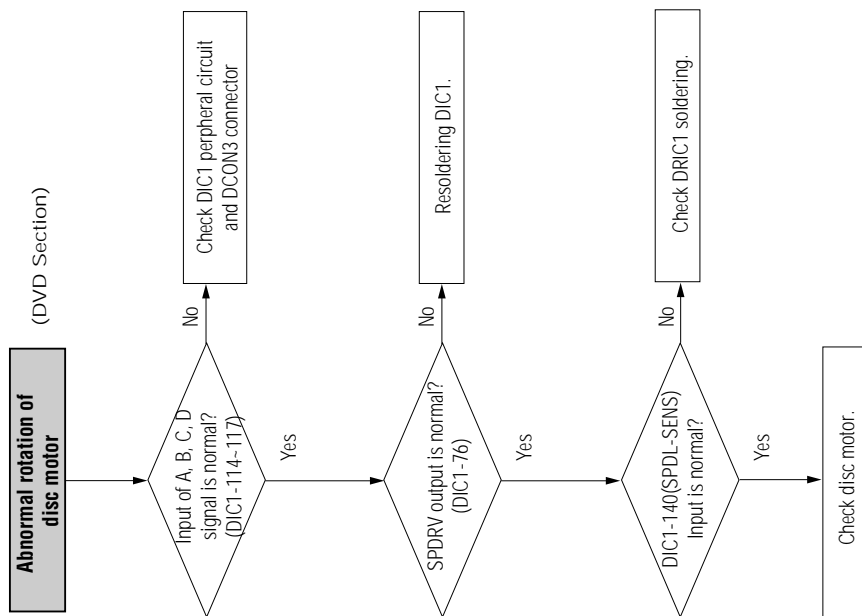 (DVD Section)
Abnormal rotation of
disc motor
Input of A, B, C, D
signal is normal?
(DIC1-114~117)
No
Check DIC1 perpheral circuit
and DCON3 connector
Yes
SPDRV output is normal?
(DIC1-76)
No
Resoldering DIC1.
Yes
DIC1-140(SPDL-SENS)
Input is normal?
No
Check DRIC1 soldering.
Yes
Check disc motor.